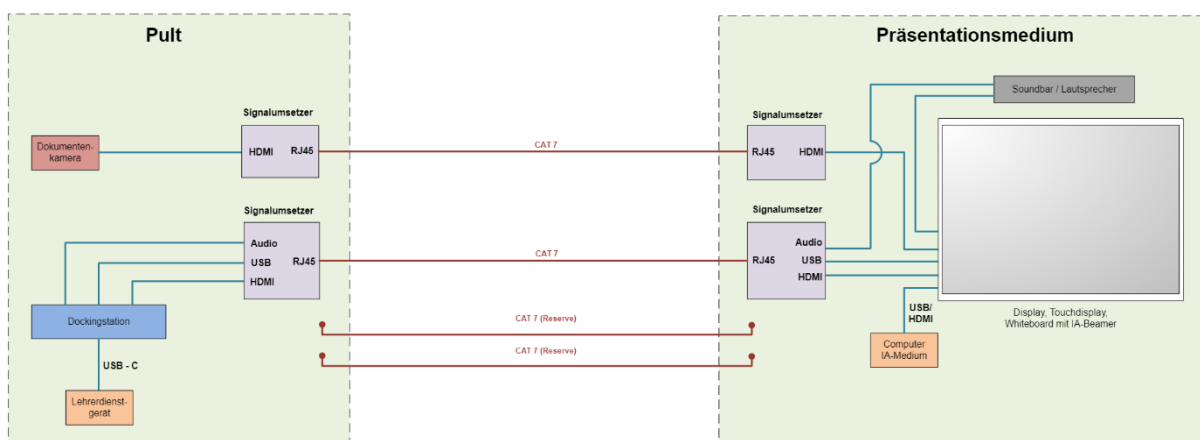 Pult
Signalumsetzer
Dokumenten-
kamera
HDMI
RJ45
CAT 7
Signalumsetzer
Audio
USB
RJ45
HDMI
CAT 7
Dockingstation
CAT 7 (Reserve)
CAT 7 (Reserve)
USB - C
Lehrerdienst-
gerät
Präsentationsmedium
Soundbar / Lautsprecher
Signalumsetzer
RJ45
HDMI
Signalumsetzer
Audio
RJ45
USB
HDMI
USB/
HDMI
Display, Touchdisplay,
Whiteboard mit IA-Beamer
Computer
IA-Medium